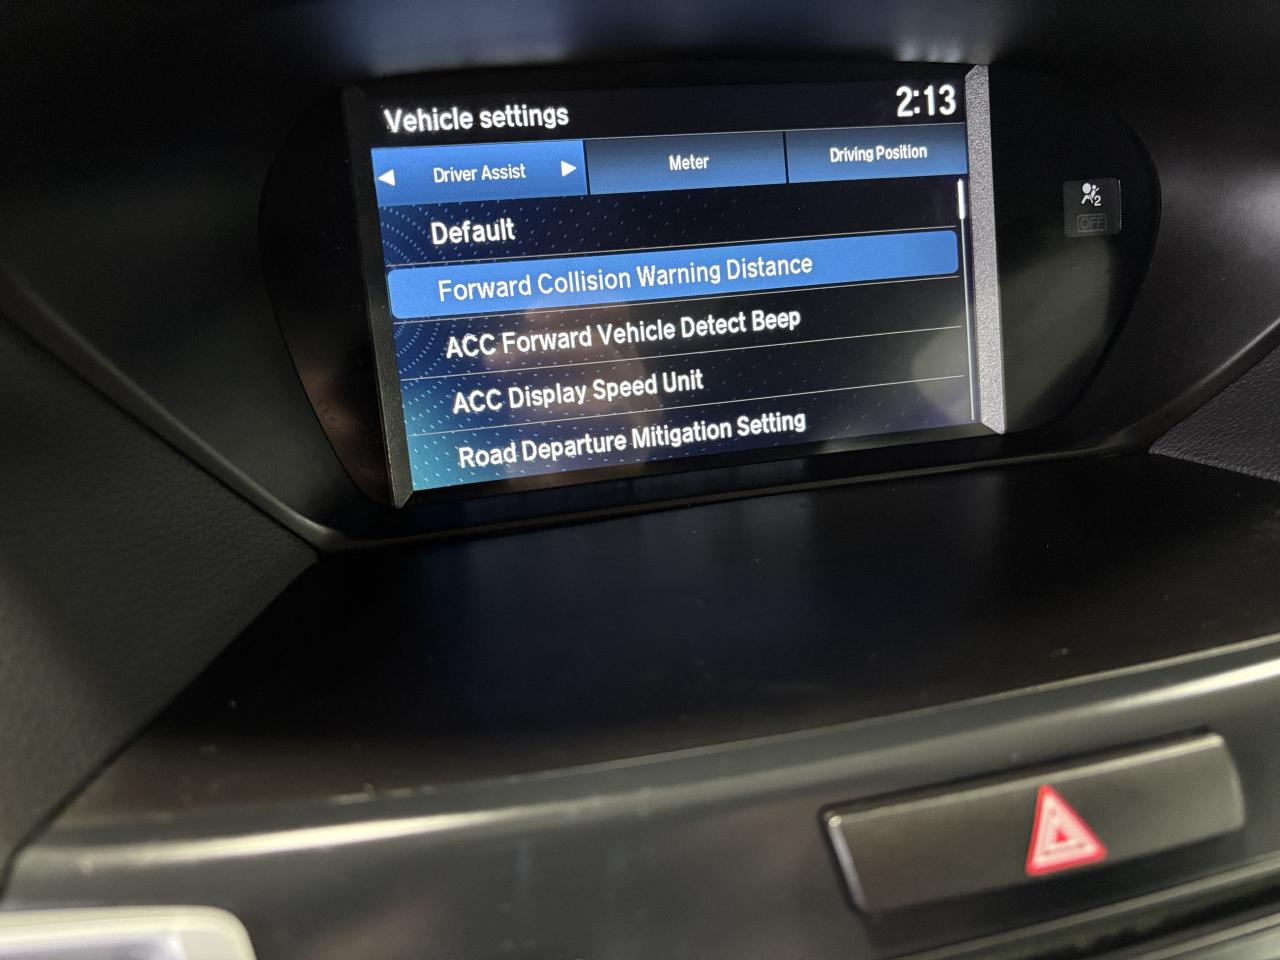 Vehicle settings
2:13
Driver Assist
Meter
Driving Position
Default
Forward Collision Warning Distance
ACC Forward Vehicle Detect Beep
ACC Display Speed Unit
Road Departure Mitigation Setting
2
OFF